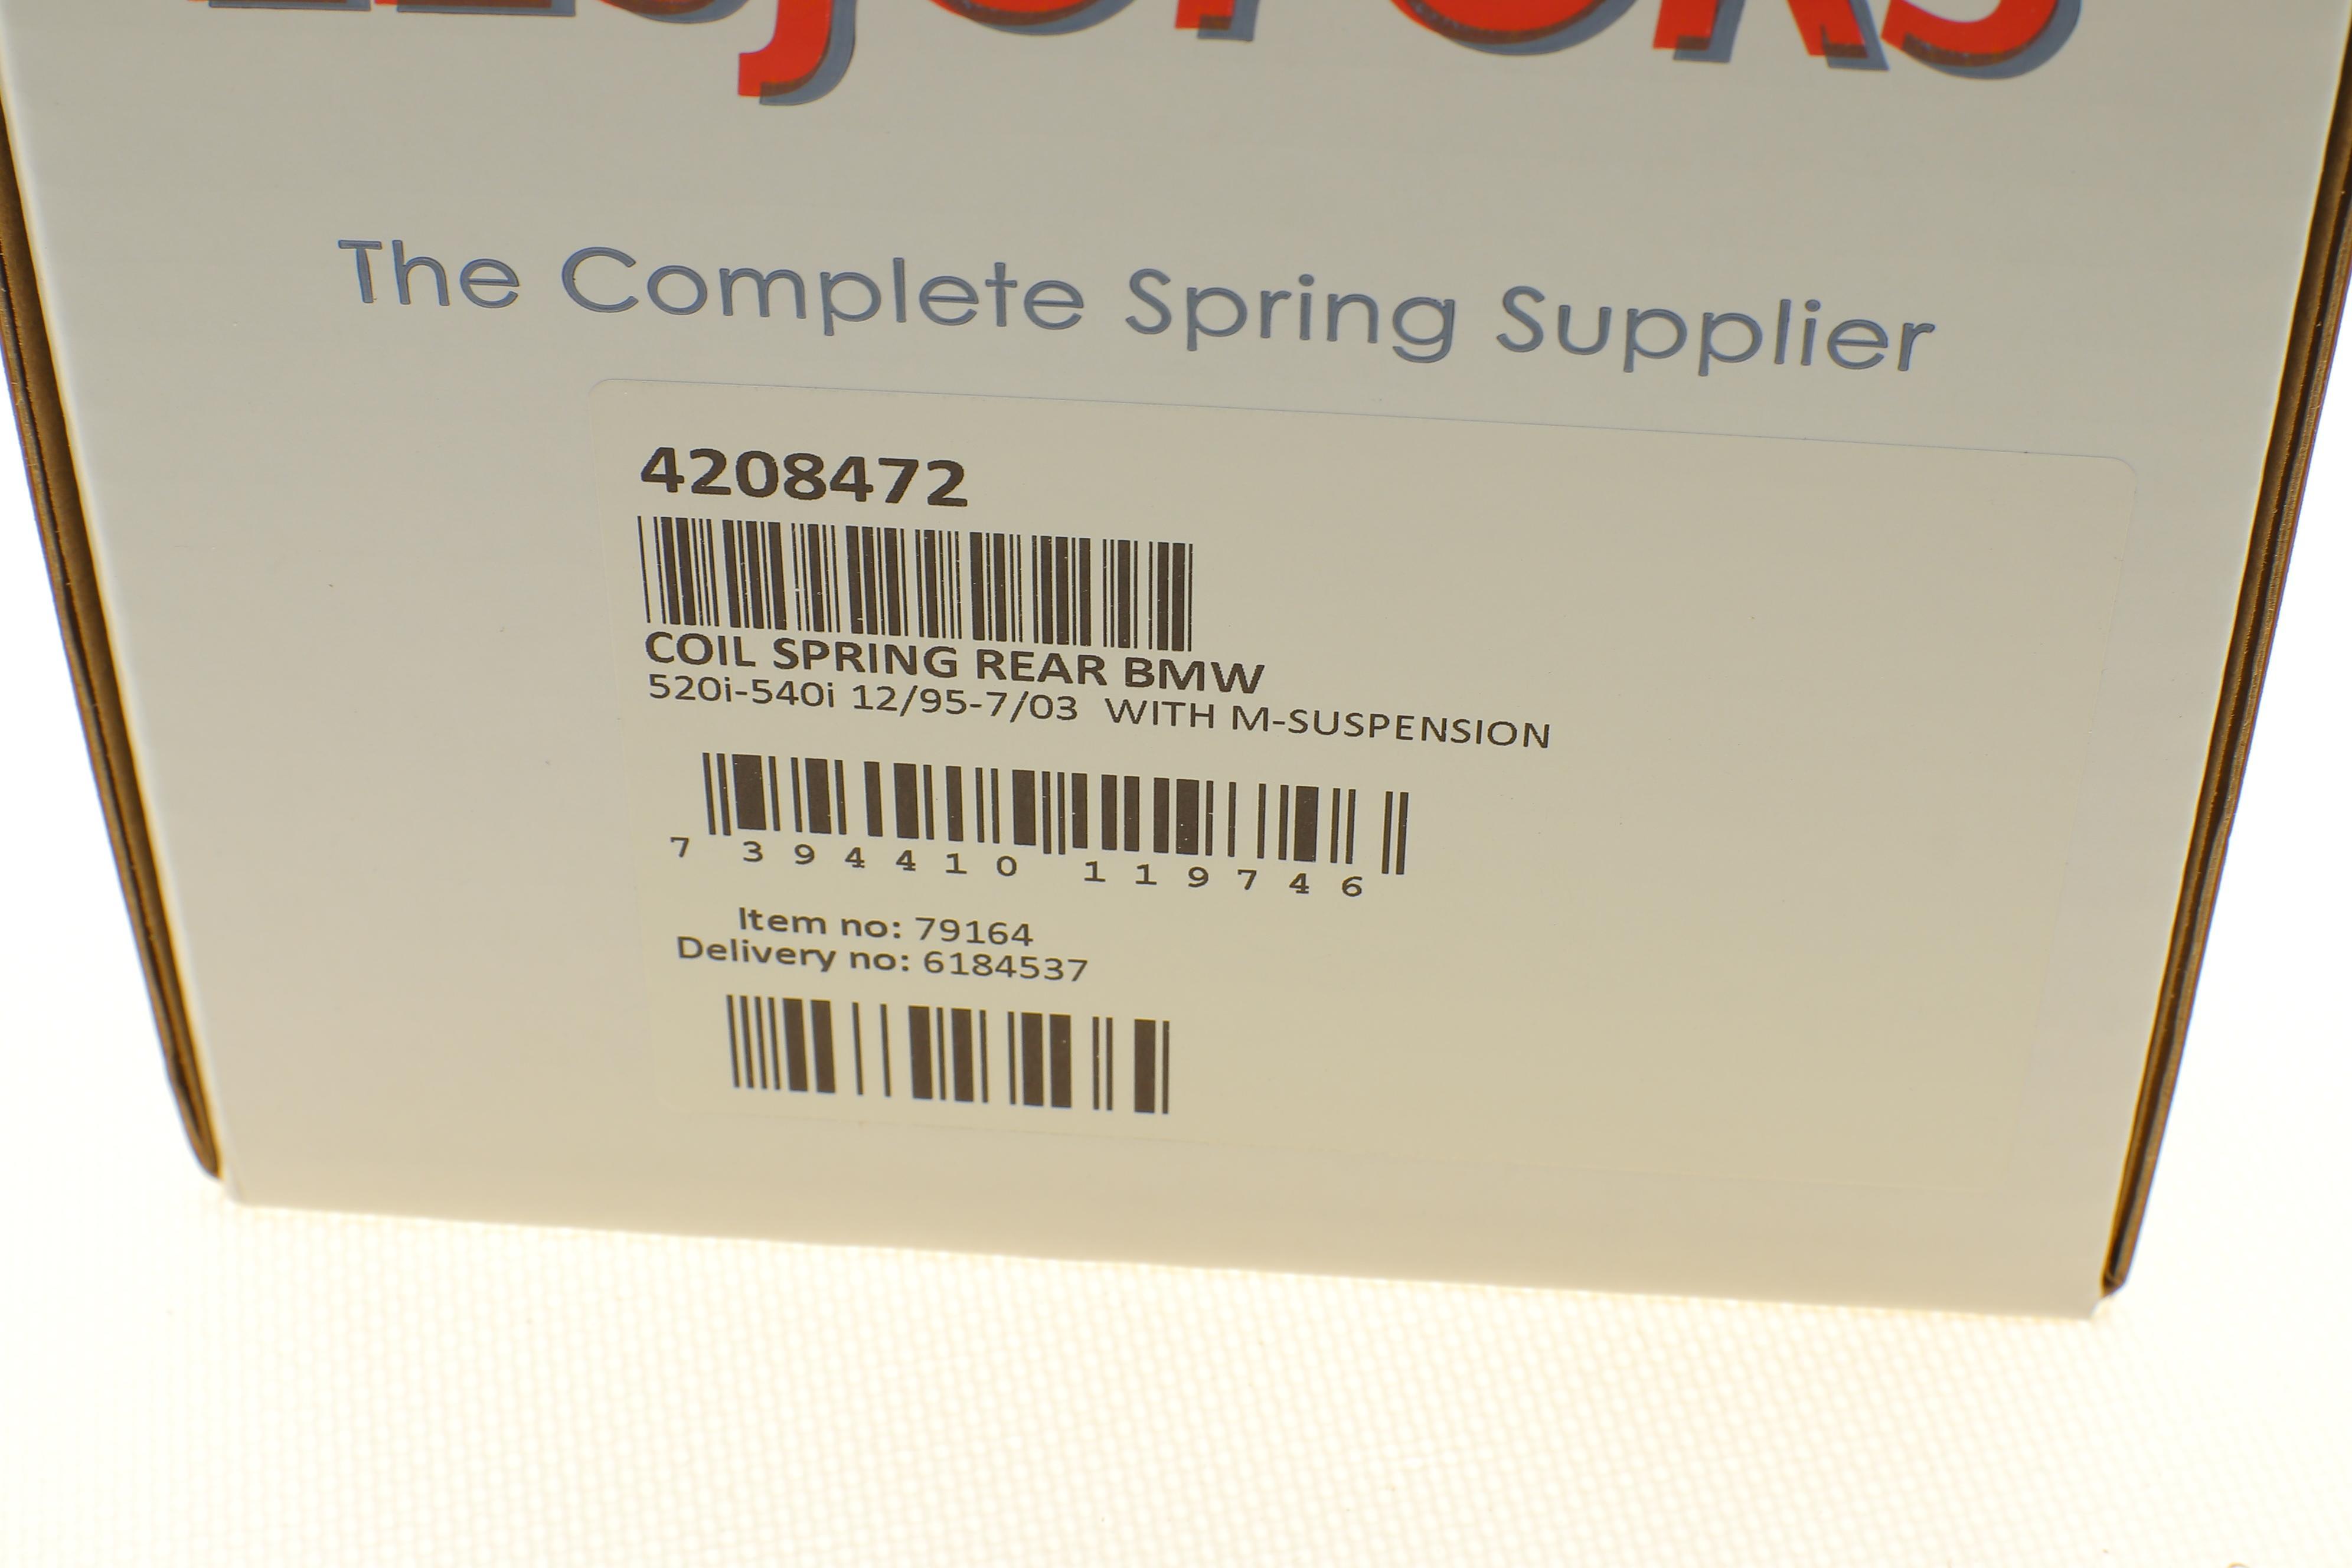 The Complete Spring Supplier
4208472
COIL SPRING REAR BMW
520i-540i 12/95-7/03 WITH M-SUSPENSION
7 394410 119746
Item no: 79164
Delivery no: 6184537